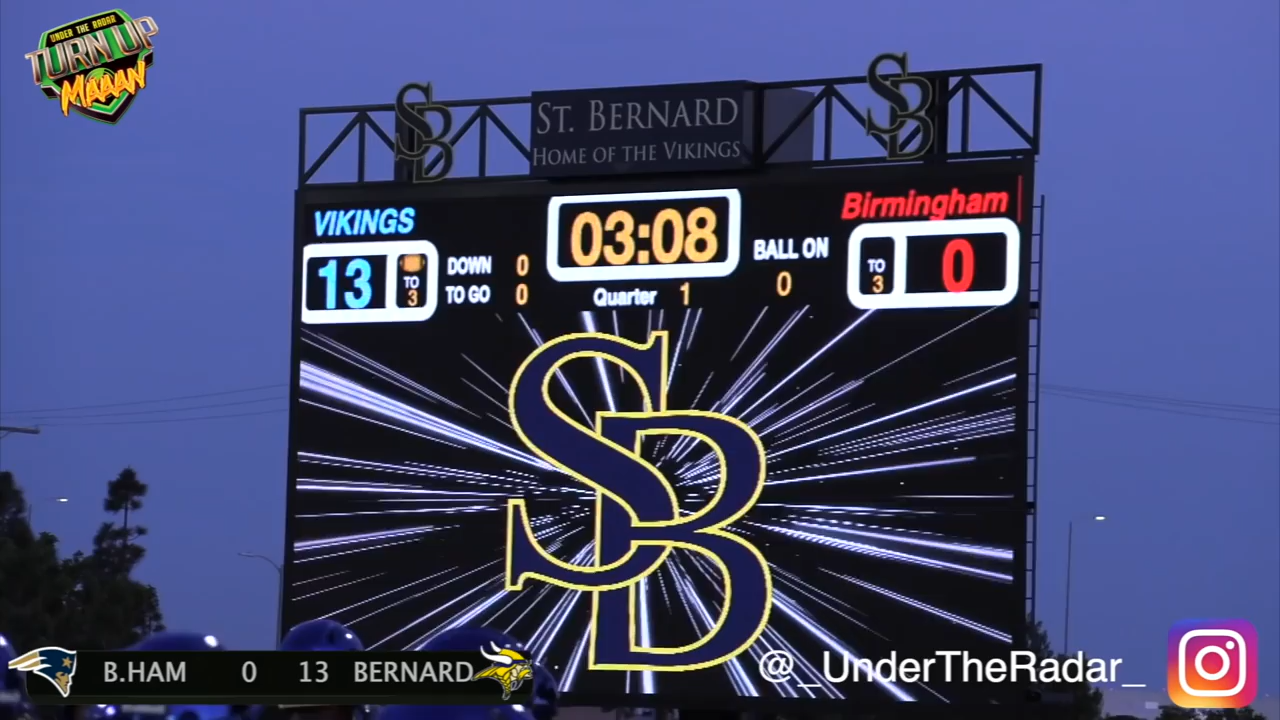 UNDER THE RADAR
TURN UP
MAAAN
SB
ST. BERNARD
HOME OF THE VIKINGS
SB
VIKINGS
13
TO
3
DOWN 0
TO GO 0
03:08
Quarter 1
BALL ON
0
Birmingham
TO
3
0
SB
B.HAM 0 13 BERNARD
@_UnderTheRadar_